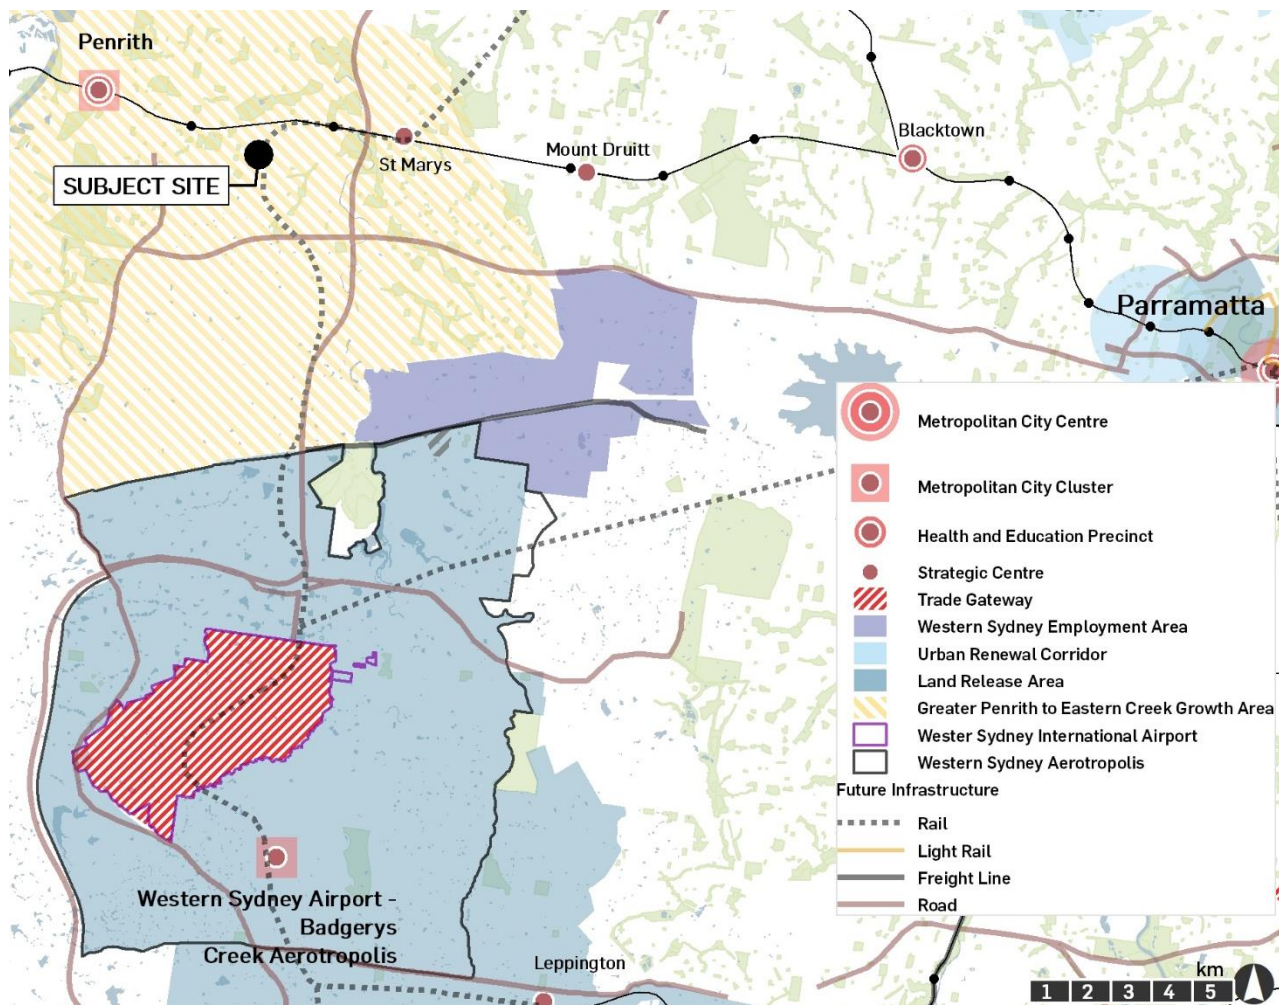 Penrith
SUBJECT SITE
St Marys
Mount Druitt
Blacktown
Parramatta
Metropolitan City Centre
Metropolitan City Cluster
Health and Education Precinct
Strategic Centre
Trade Gateway
Western Sydney Employment Area
Urban Renewal Corridor
Land Release Area
Greater Penrith to Eastern Creek Growth Area
Wester Sydney International Airport
Western Sydney Aerotropolis
Future Infrastructure
Rail
Light Rail
Freight Line
Road
Western Sydney Airport -
Badgerys
Creek Aerotropolis
Leppington
km
1 2 3 4 5